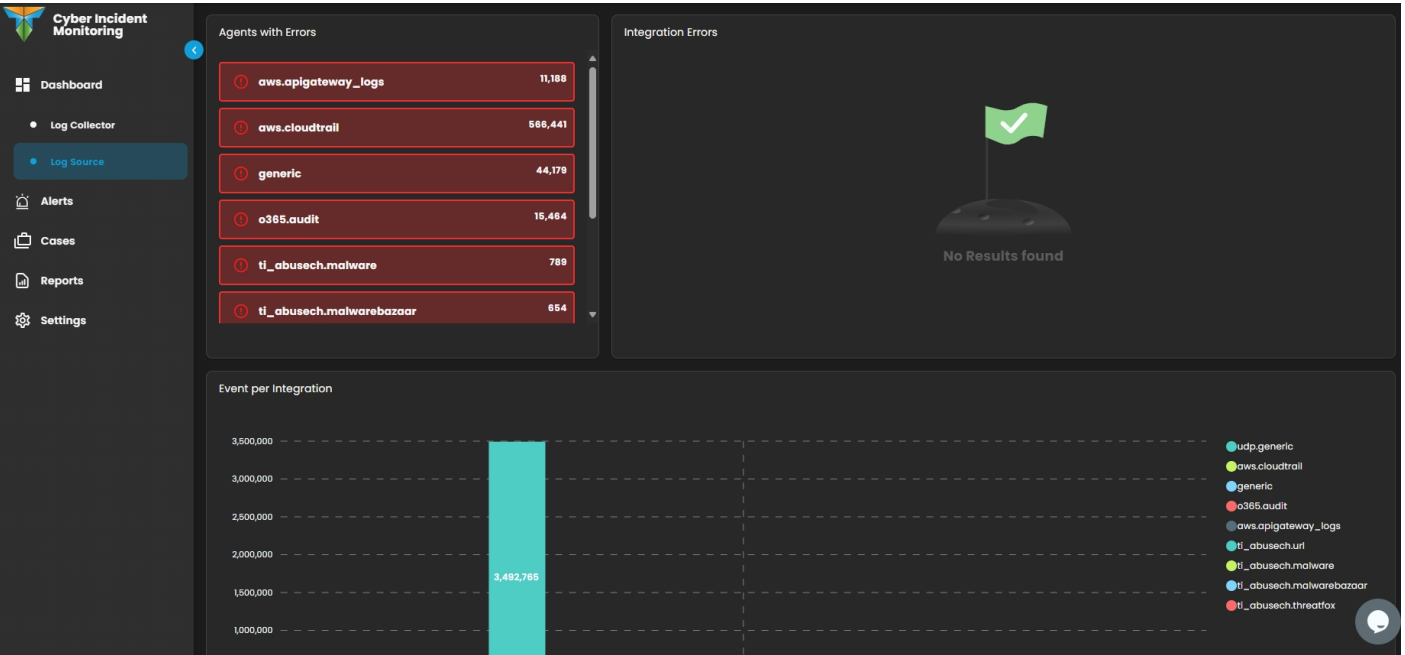 Cyber Incident
Monitoring
Dashboard
Log Collector
Log Source
Alerts
Cases
Reports
Settings
Agents with Errors
aws.apigateway_logs 11,188
aws.cloudtrail 566,441
generic 44,179
o365.audit 15,464
ti_abusech.malware 789
ti_abusech.malwarebazaar 654
Integration Errors
No Results found
Event per Integration
3,500,000
3,000,000
2,500,000
2,000,000
1,500,000
1,000,000
3,492,765
udp.generic
aws.cloudtrail
generic
o365.audit
aws.apigateway_logs
ti_abusech.url
ti_abusech.malware
ti_abusech.malwarebazaar
ti_abusech.threatfox